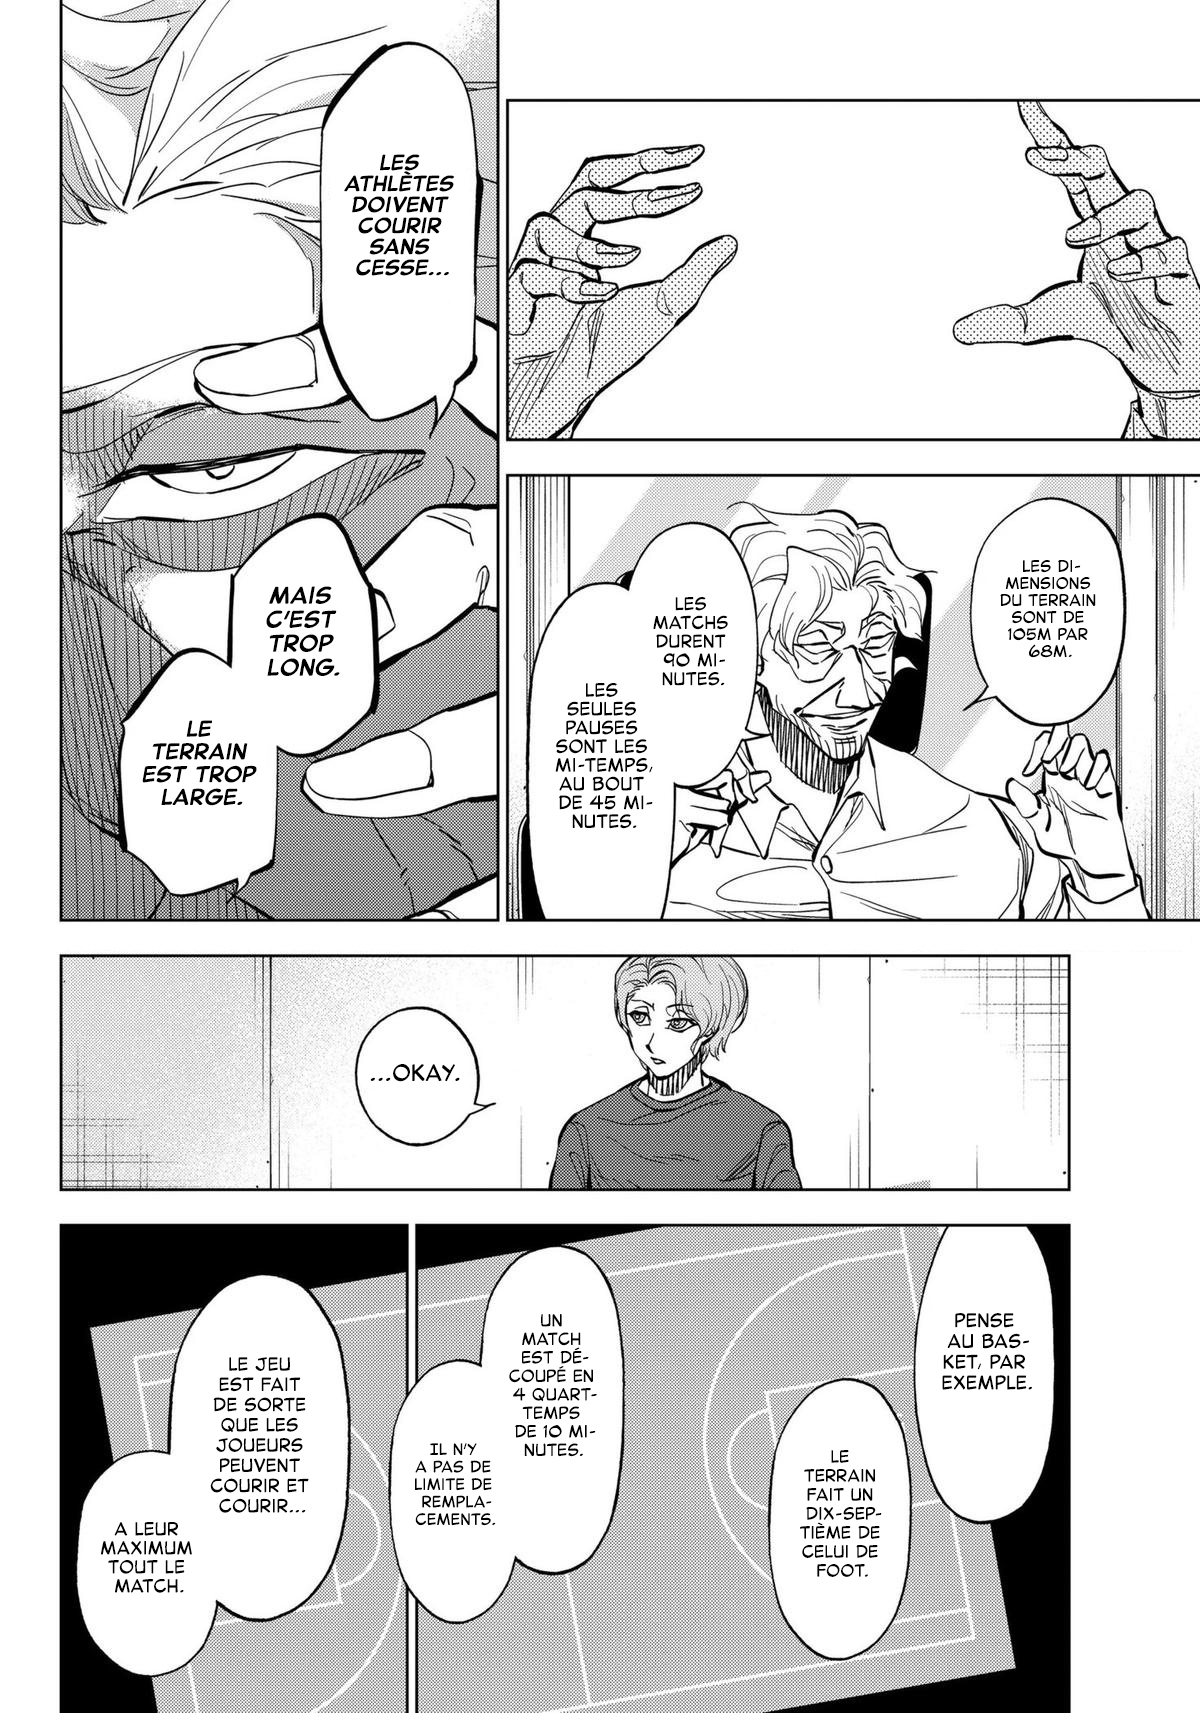 LES DI-
MENSIONS
DU TERRAIN
SONT DE
105M PAR
68M.
LES
MATCHS
DURENT
90 MI-
NUTES.
LES
SEULES
PAUSES
SONT LES
MI-TEMPS,
AU BOUT
DE 45 MI-
NUTES.
LES
ATHLÈTES
DOIVENT
COURIR
SANS
CESSE...
MAIS
C'EST
TROP
LONG.
LE
TERRAIN
EST TROP
LARGE.
...OKAY.
PENSE
AU BAS-
KET, PAR
EXEMPLE.
LE
TERRAIN
FAIT UN
DIX-SEP-
TIÈME DE
CELUI DE
FOOT.
UN
MATCH
EST DÉ-
COUPÉ EN
4 QUART-
TEMPS
DE 10 MI-
NUTES.
IL N'Y
A PAS DE
LIMITE DE
REMPLA-
CEMENTS.
LE JEU
EST FAIT
DE SORTE
QUE LES
JOUEURS
PEUVENT
COURIR ET
COURIR...
A LEUR
MAXIMUM
TOUT LE
MATCH.